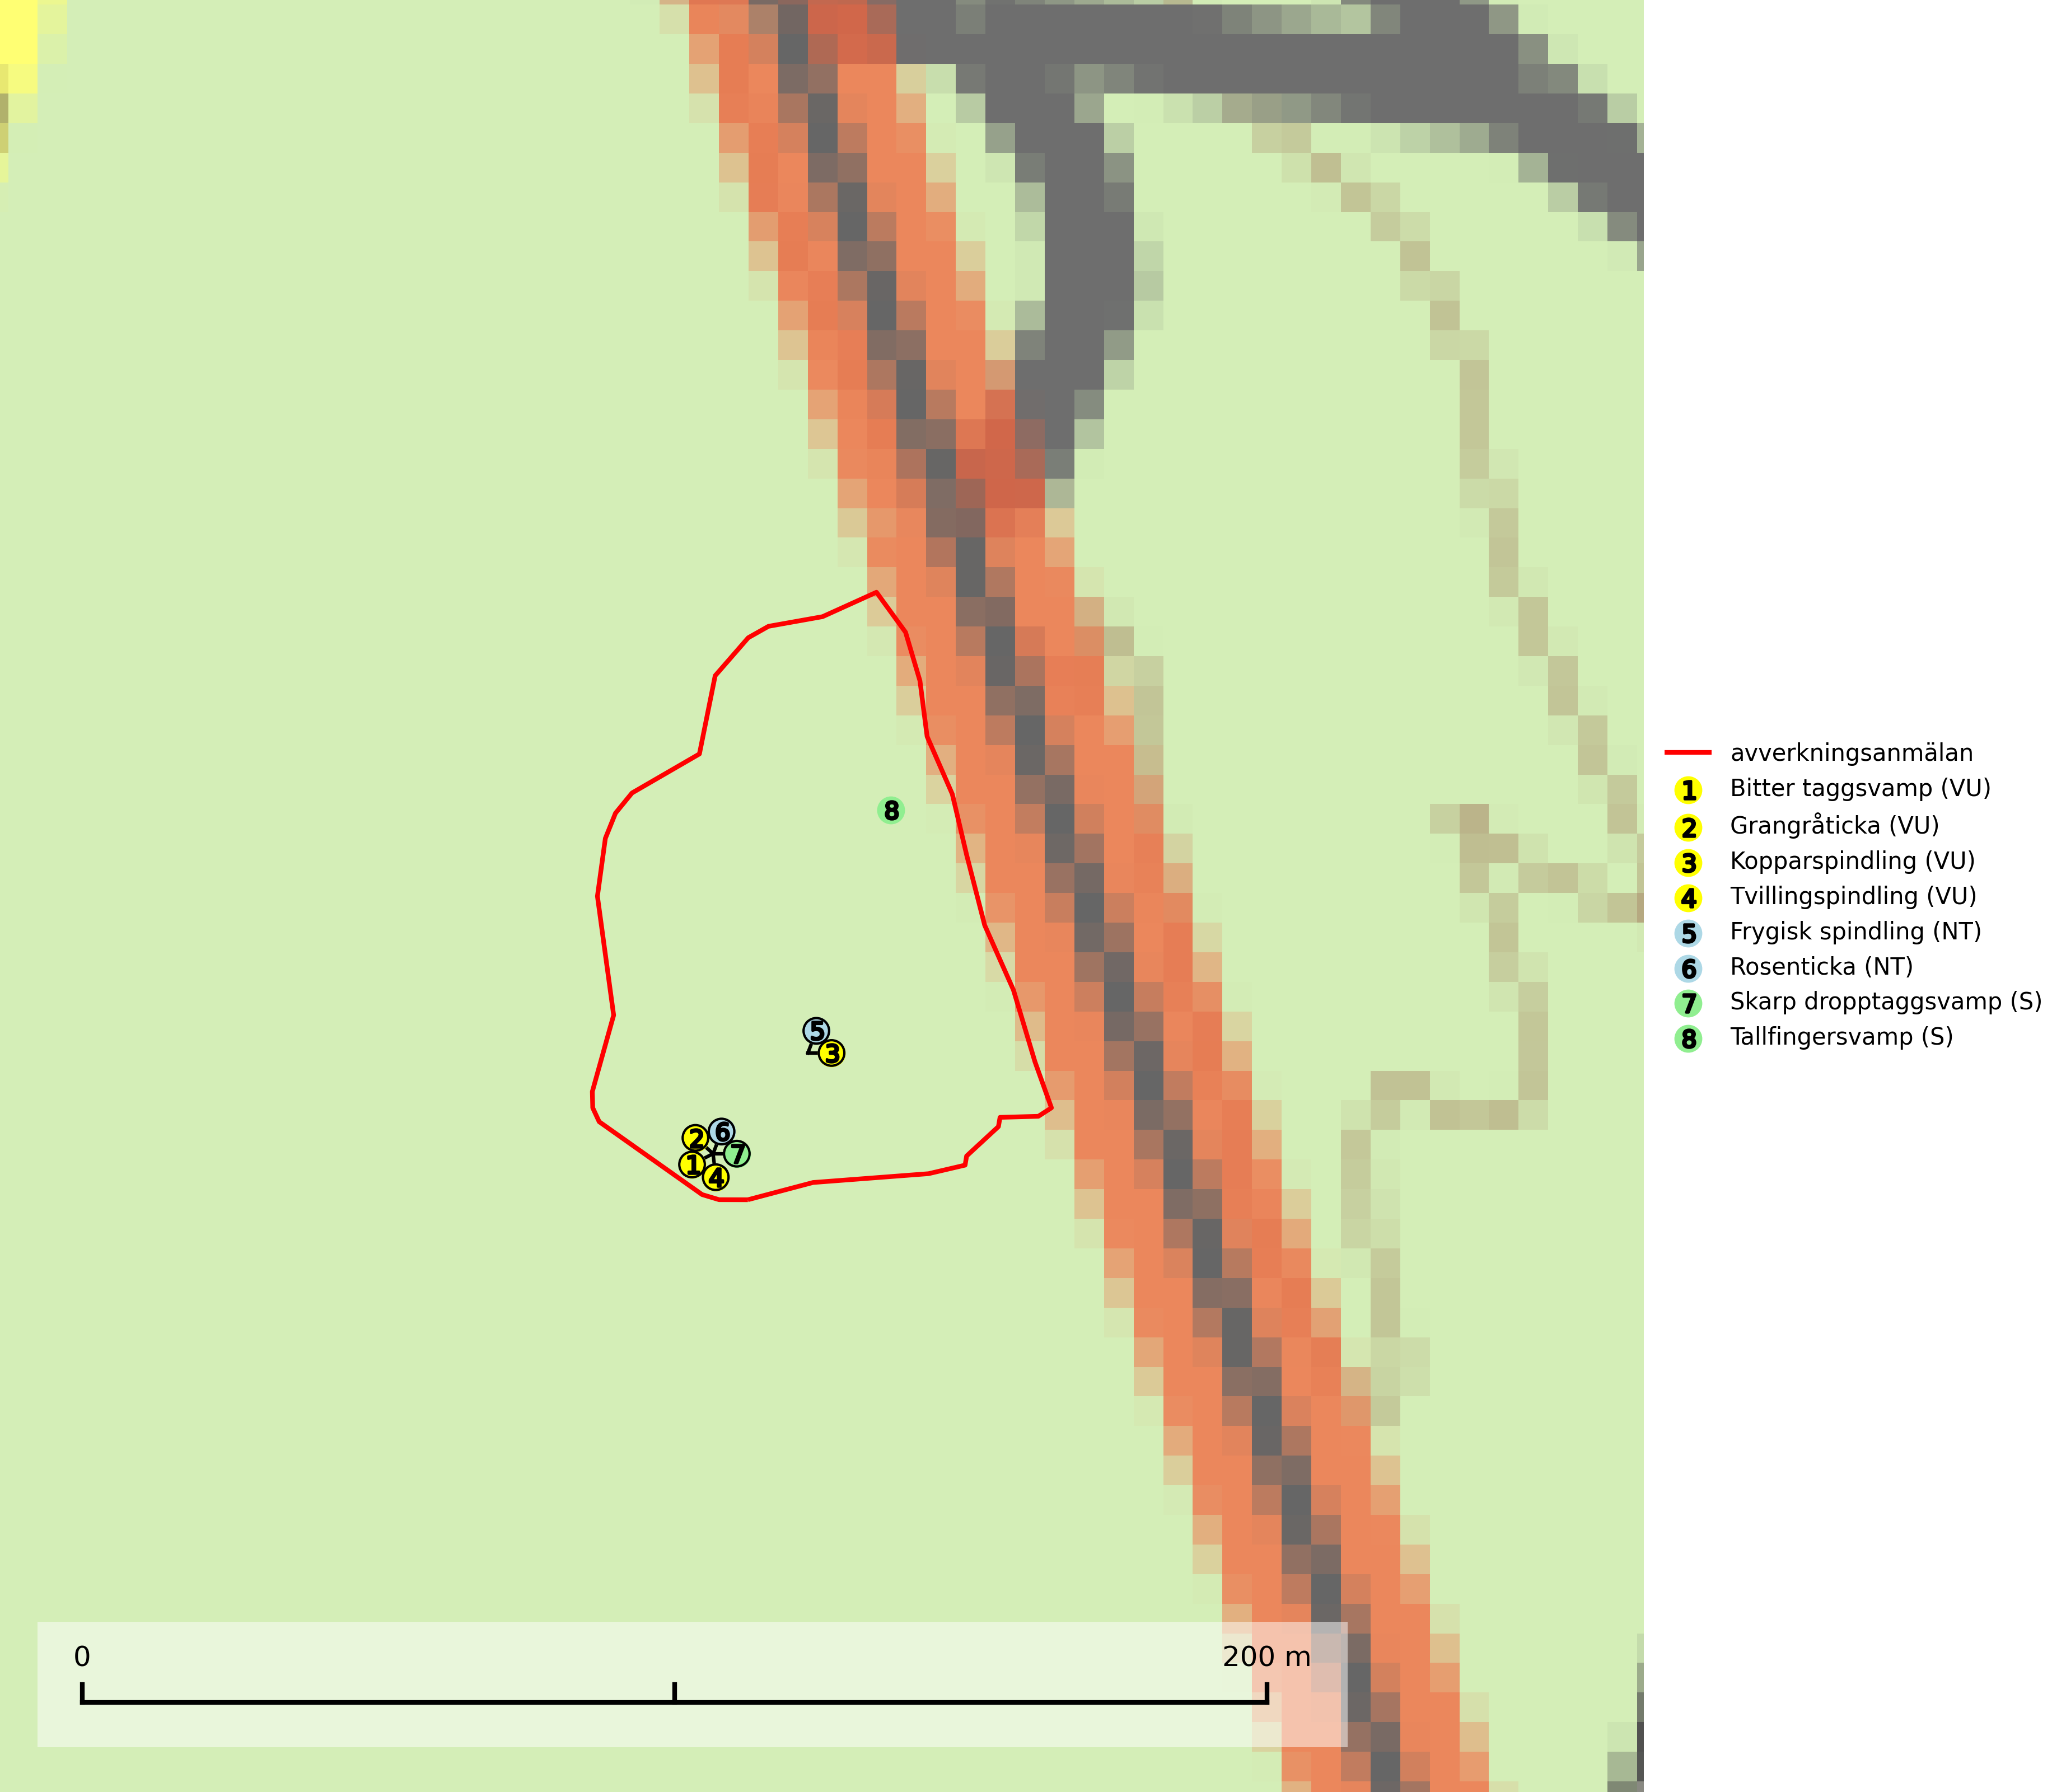 8
5
3
2 6
1 7
4
0 200 m
avverkningsanmälan
1 Bitter taggsvamp (VU)
2 Grangråticka (VU)
3 Kopparspindling (VU)
4 Tvillingspindling (VU)
5 Frygisk spindling (NT)
6 Rosenticka (NT)
7 Skarp dropptaggsvamp (S)
8 Tallfingersvamp (S)